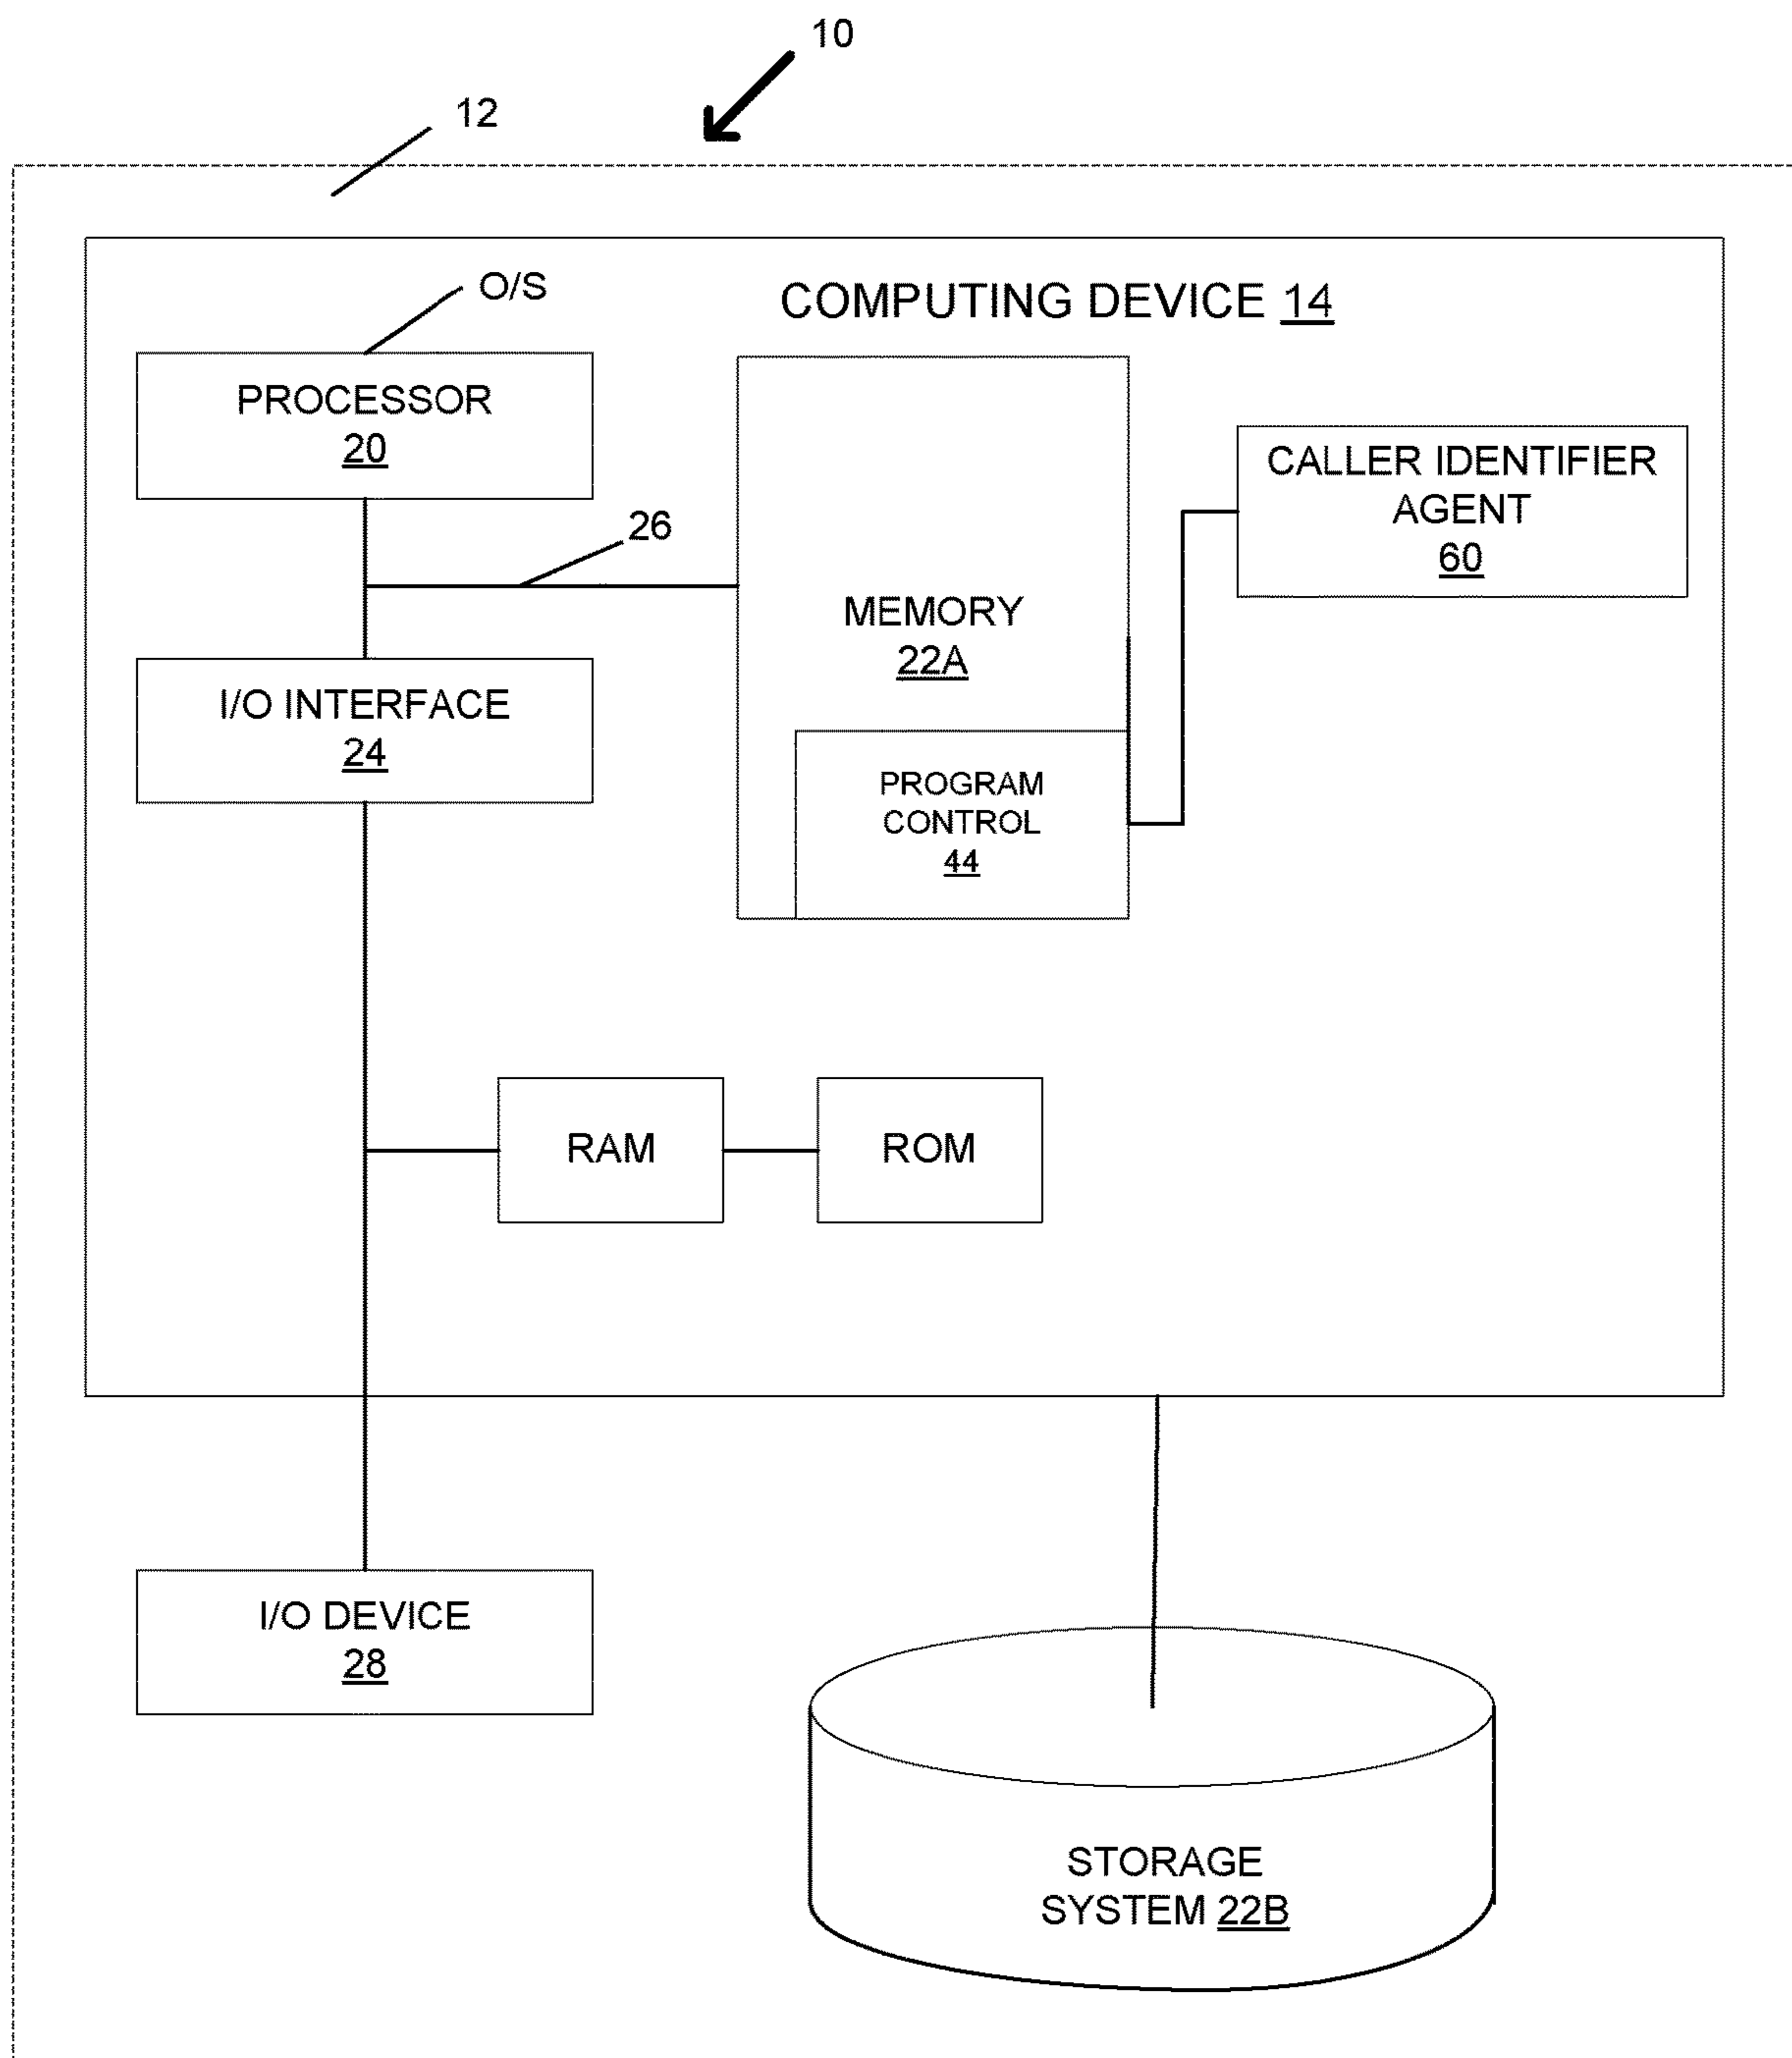 10
12
O/S
COMPUTING DEVICE 14
PROCESSOR
20
CALLER IDENTIFIER
AGENT
60
26
MEMORY
22A
I/O INTERFACE
24
PROGRAM
CONTROL
44
RAM
ROM
I/O DEVICE
28
STORAGE
SYSTEM 22B